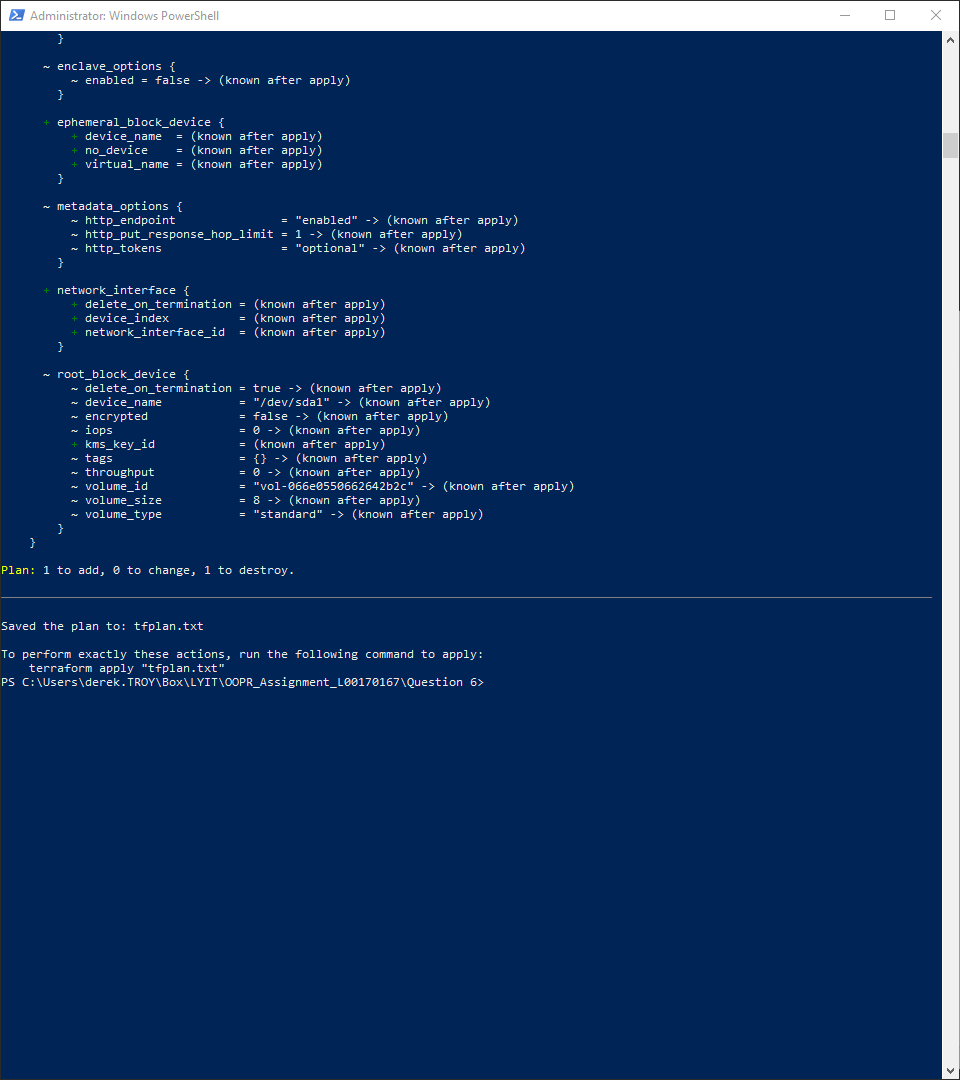 Administrator: Windows PowerShell
        }

      ~ enclave_options {
          ~ enabled = false -> (known after apply)
        }

      + ephemeral_block_device {
          + device_name  = (known after apply)
          + no_device    = (known after apply)
          + virtual_name = (known after apply)
        }

      ~ metadata_options {
          ~ http_endpoint               = "enabled" -> (known after apply)
          ~ http_put_response_hop_limit = 1 -> (known after apply)
          ~ http_tokens                 = "optional" -> (known after apply)
        }

      + network_interface {
          + delete_on_termination = (known after apply)
          + device_index          = (known after apply)
          + network_interface_id  = (known after apply)
        }

      ~ root_block_device {
          ~ delete_on_termination = true -> (known after apply)
          ~ device_name           = "/dev/sda1" -> (known after apply)
          ~ encrypted             = false -> (known after apply)
          ~ iops                  = 0 -> (known after apply)
          + kms_key_id            = (known after apply)
          ~ tags                  = {} -> (known after apply)
          ~ throughput            = 0 -> (known after apply)
          ~ volume_id             = "vol-066e0550662642b2c" -> (known after apply)
          ~ volume_size           = 8 -> (known after apply)
          ~ volume_type           = "standard" -> (known after apply)
        }
    }

Plan: 1 to add, 0 to change, 1 to destroy.

Saved the plan to: tfplan.txt

To perform exactly these actions, run the following command to apply:
    terraform apply "tfplan.txt"
PS C:\Users\derek.TROY\Box\LYIT\OOPR_Assignment_L00170167\Question 6>